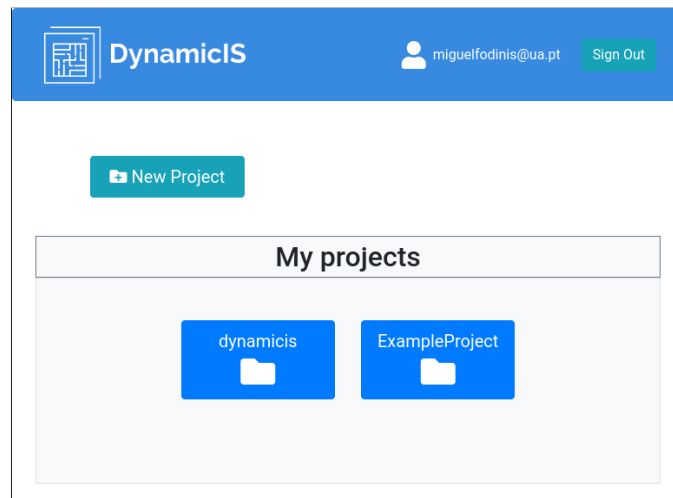 DynamicIS
miguelfodinis@ua.pt
Sign Out
New Project
My projects
dynamicis
ExampleProject